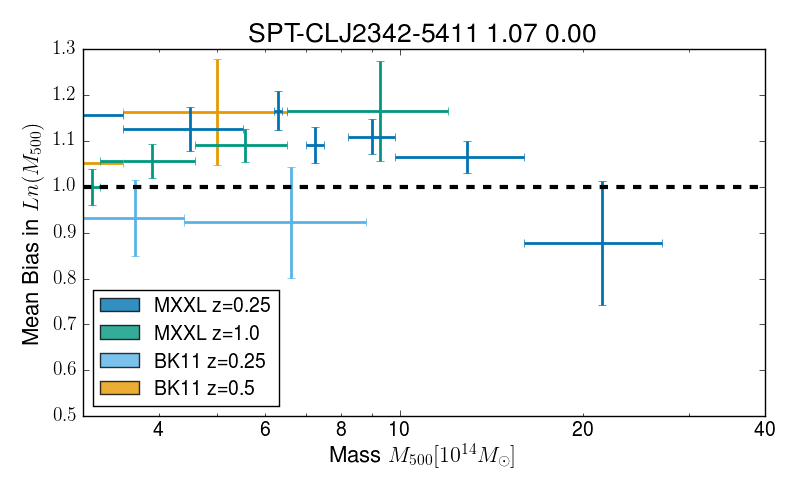 SPT-CLJ2342-5411 1.07 0.00
Mean Bias in Ln(M500)
1.3
1.2
1.1
1.0
0.9
0.8
0.7
0.6
0.5
MXXL z=0.25
MXXL z=1.0
BK11 z=0.25
BK11 z=0.5
4 6 8 10 20 40
Mass M500[10^14 M⊙]